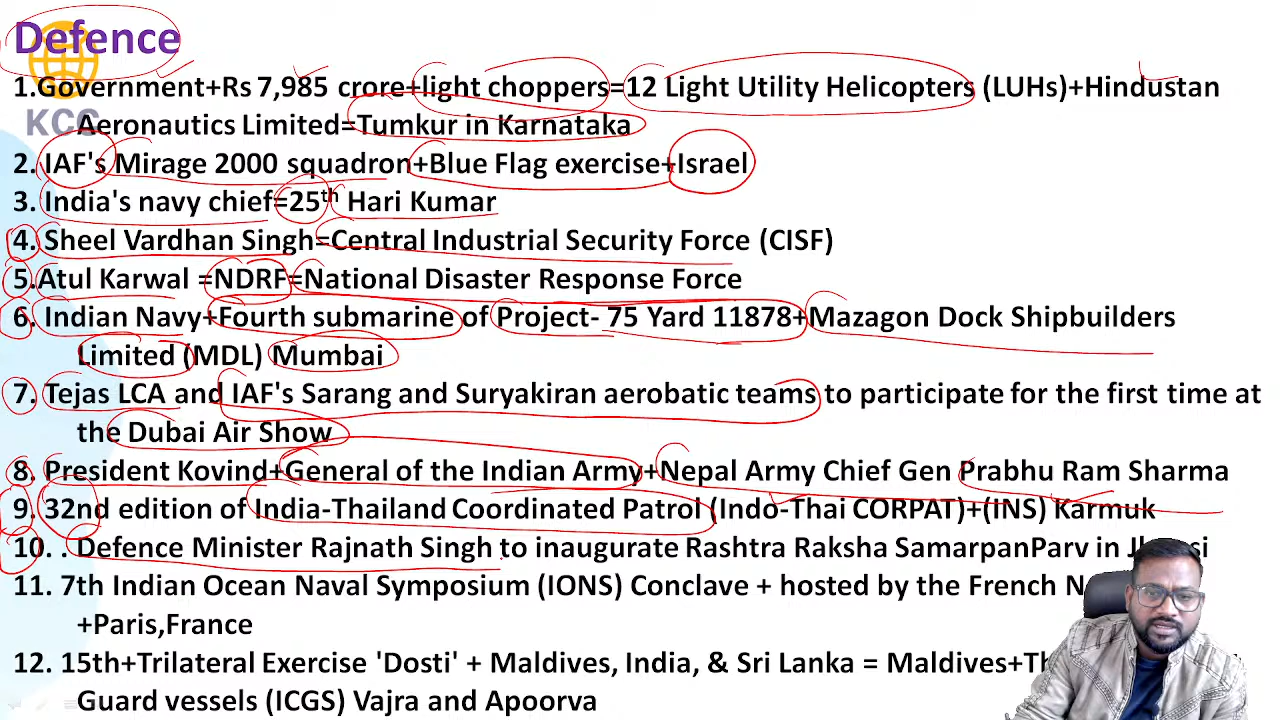 Defence
KCC
1.Government+Rs 7,985 crore+light choppers=12 Light Utility Helicopters (LUHs)+Hindustan
Aeronautics Limited=Tumkur in Karnataka
2. IAF's Mirage 2000 squadron+Blue Flag exercise+Israel
3. India's navy chief=25th Hari Kumar
4. Sheel Vardhan Singh=Central Industrial Security Force (CISF)
5.Atul Karwal =NDRF=National Disaster Response Force
6. Indian Navy+Fourth submarine of Project- 75 Yard 11878+Mazagon Dock Shipbuilders
Limited (MDL) Mumbai
7. Tejas LCA and IAF's Sarang and Suryakiran aerobatic teams to participate for the first time at
the Dubai Air Show
8. President Kovind+General of the Indian Army+Nepal Army Chief Gen Prabhu Ram Sharma
9. 32nd edition of India-Thailand Coordinated Patrol (Indo-Thai CORPAT)+(INS) Karmuk
10. . Defence Minister Rajnath Singh to inaugurate Rashtra Raksha SamarpanParv in
11. 7th Indian Ocean Naval Symposium (IONS) Conclave + hosted by the French
+Paris,France
12. 15th+Trilateral Exercise 'Dosti' + Maldives, India, & Sri Lanka = Maldives+
Guard vessels (ICGS) Vajra and Apoorva